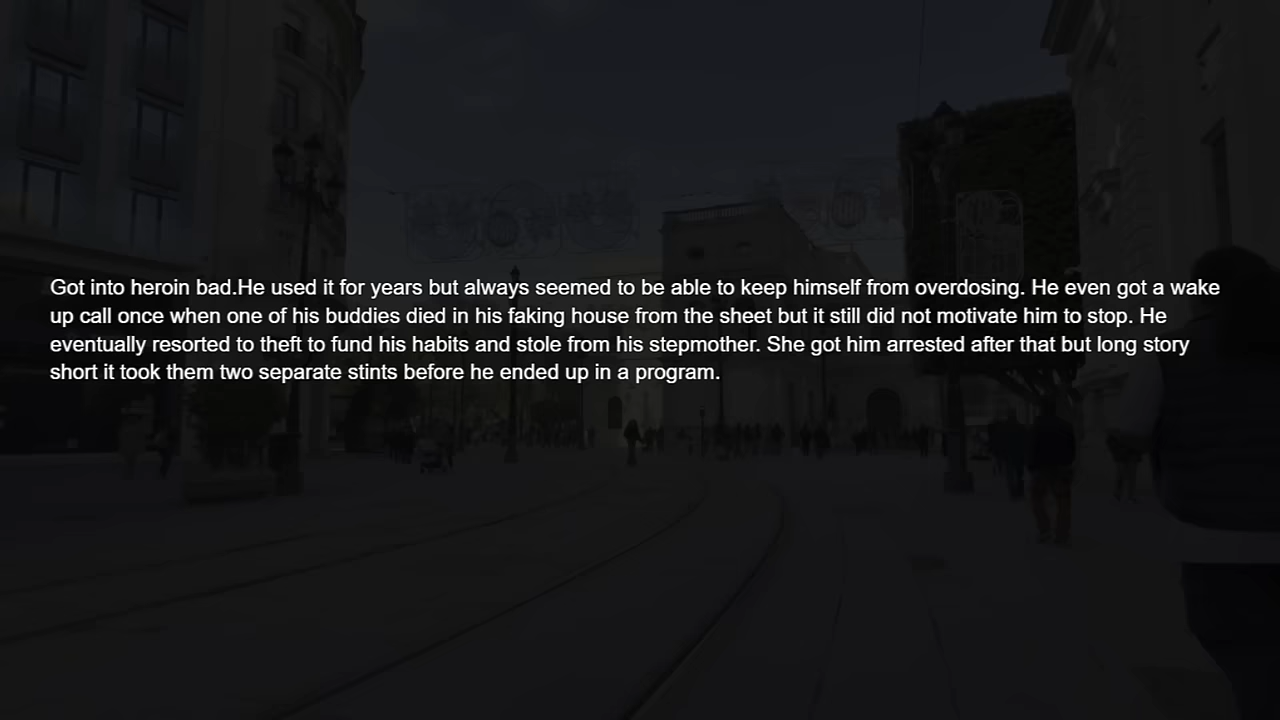 Got into heroin bad.He used it for years but always seemed to be able to keep himself from overdosing. He even got a wake
up call once when one of his buddies died in his faking house from the sheet but it still did not motivate him to stop. He
eventually resorted to theft to fund his habits and stole from his stepmother. She got him arrested after that but long story
short it took them two separate stints before he ended up in a program.